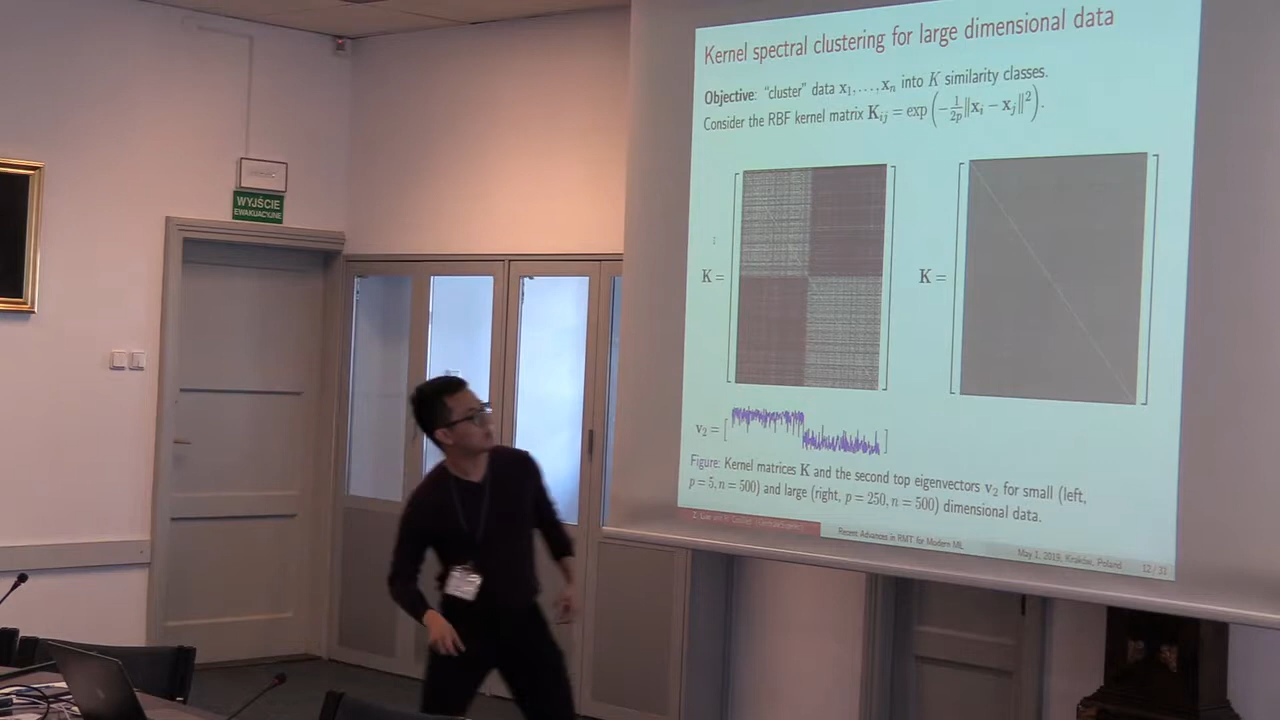 Kernel spectral clustering for large dimensional data
Objective: "cluster" data x₁, . . . , xₙ into K similarity classes.
Consider the RBF kernel matrix Kᵢⱼ = exp (−1/2p ‖xᵢ − xⱼ‖²).
K =
K =
v₂ = [ ]
Figure: Kernel matrices K and the second top eigenvectors v₂ for small (left,
p = 5, n = 500) and large (right, p = 250, n = 500) dimensional data.
Recent Advances in RMT for Modern ML
May 1, 2019, Kraków, Poland
12 / 31
WYJŚCIE
EWAKUACYJNE